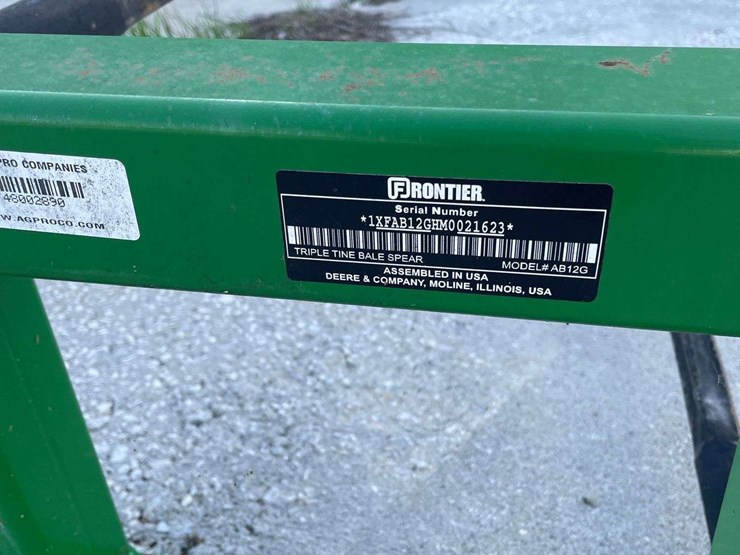 PRO COMPANIES
48002890
W.AGPROCO.COM
FRONTIER
Serial Number
*1XFAB12GHM0021623*
TRIPLE TINE BALE SPEAR
MODEL# AB12G
ASSEMBLED IN USA
DEERE & COMPANY, MOLINE, ILLINOIS, USA